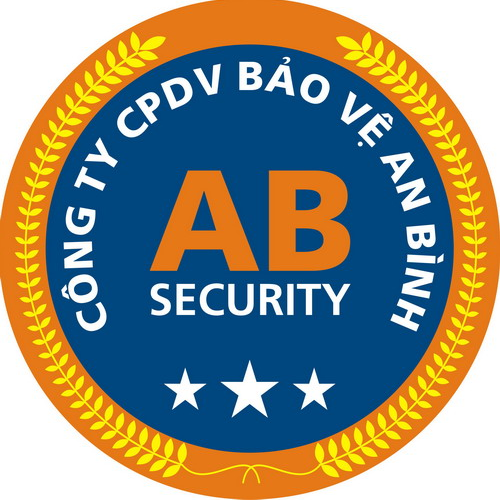 CÔNG TY CPDV BẢO VỆ AN BÌNH
AB
SECURITY